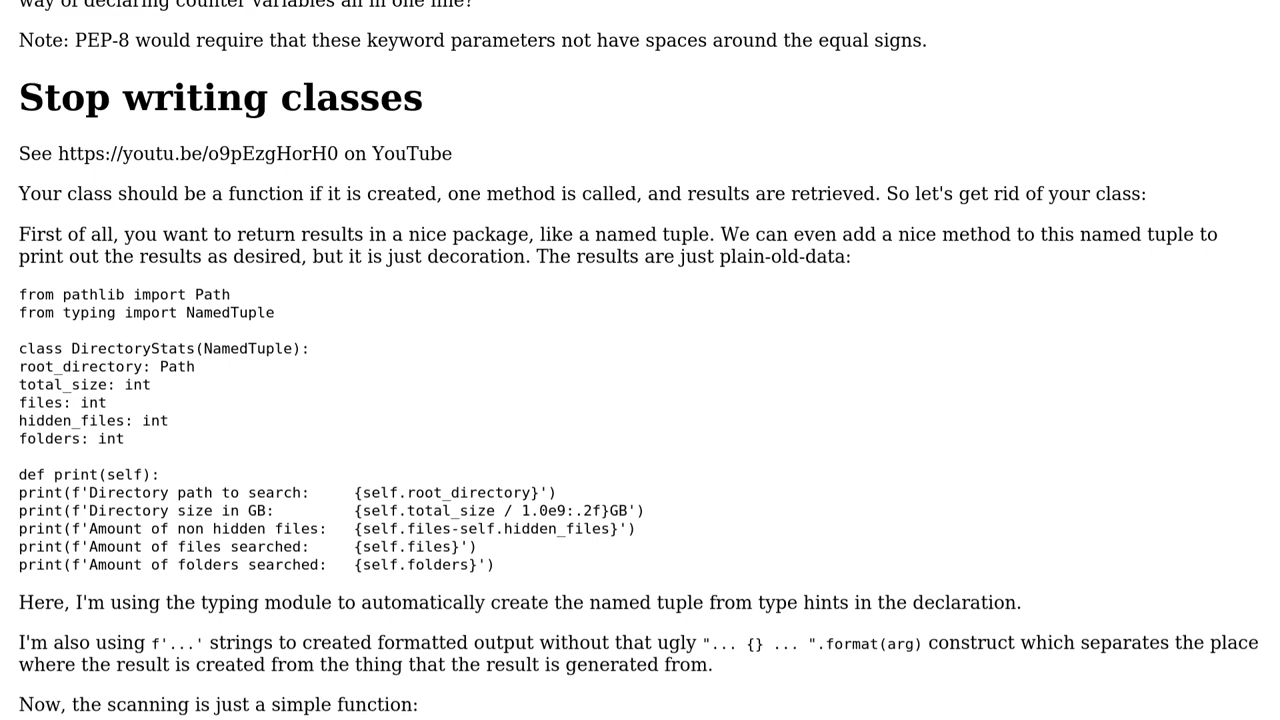 way of declaring counter variables all in one line?
Note: PEP-8 would require that these keyword parameters not have spaces around the equal signs.
Stop writing classes
See https://youtu.be/o9pEzgHorH0 on YouTube
Your class should be a function if it is created, one method is called, and results are retrieved. So let's get rid of your class:
First of all, you want to return results in a nice package, like a named tuple. We can even add a nice method to this named tuple to
print out the results as desired, but it is just decoration. The results are just plain-old-data:
from pathlib import Path
from typing import NamedTuple
class DirectoryStats(NamedTuple):
root_directory: Path
total_size: int
files: int
hidden_files: int
folders: int
def print(self):
print(f'Directory path to search:     {self.root_directory}')
print(f'Directory size in GB:         {self.total_size / 1.0e9:.2f}GB')
print(f'Amount of non hidden files:   {self.files-self.hidden_files}')
print(f'Amount of files searched:     {self.files}')
print(f'Amount of folders searched:   {self.folders}')
Here, I'm using the typing module to automatically create the named tuple from type hints in the declaration.
I'm also using f'...' strings to created formatted output without that ugly "... {} ... ".format(arg) construct which separates the place
where the result is created from the thing that the result is generated from.
Now, the scanning is just a simple function: